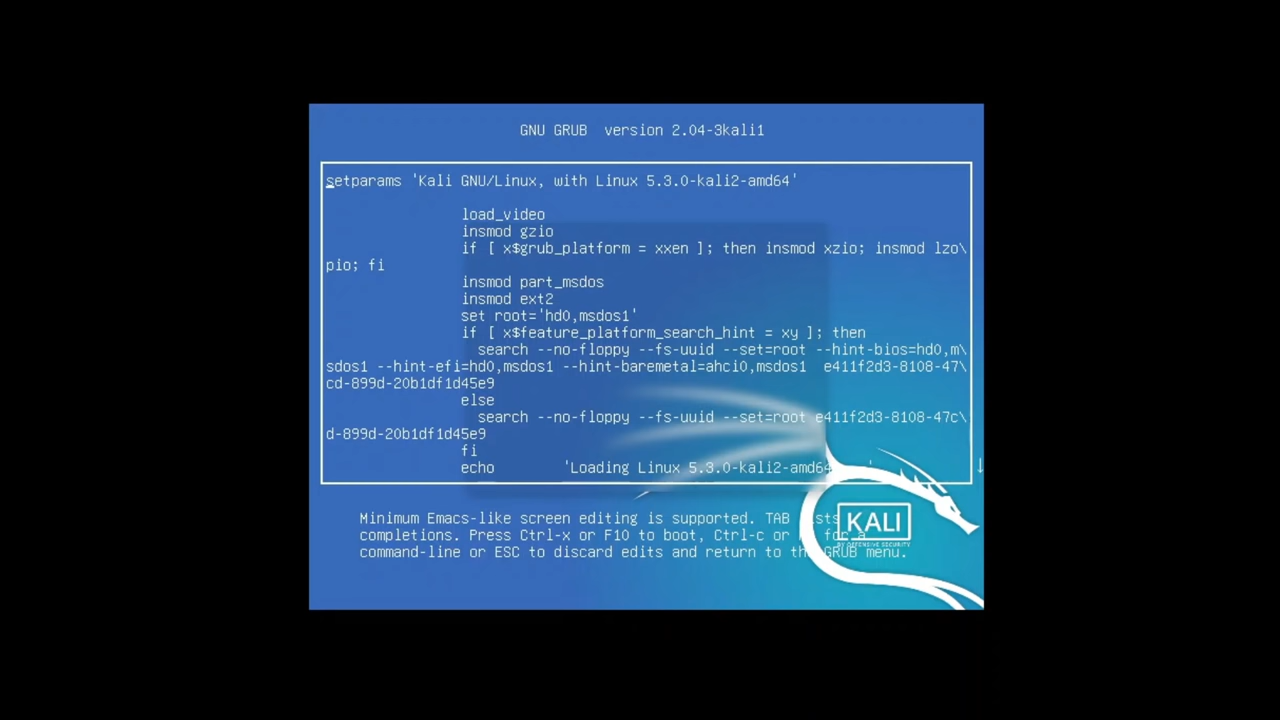 GNU GRUB  version 2.04-3kali1
setparams 'Kali GNU/Linux, with Linux 5.3.0-kali2-amd64'
load_video
insmod gzio
if [ x$grub_platform = xxen ]; then insmod xzio; insmod lzo\
pio; fi
insmod part_msdos
insmod ext2
set root='hd0,msdos1'
if [ x$feature_platform_search_hint = xy ]; then
search --no-floppy --fs-uuid --set=root --hint-bios=hd0,m\
sdos1 --hint-efi=hd0,msdos1 --hint-baremetal=ahci0,msdos1  e411f2d3-8108-47\
cd-899d-20b1df1d45e9
else
search --no-floppy --fs-uuid --set=root e411f2d3-8108-47c\
d-899d-20b1df1d45e9
fi
echo 'Loading Linux 5.3.0-kali2-amd64 '
Minimum Emacs-like screen editing is supported. TAB lists
completions. Press Ctrl-x or F10 to boot, Ctrl-c or for a
command-line or ESC to discard edits and return to the GRUB menu.
KALI
BY OFFENSIVE SECURITY